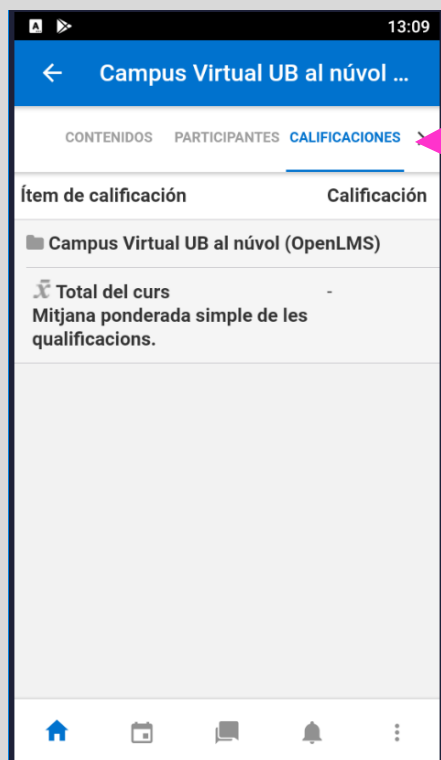 13:09
Campus Virtual UB al núvol ...
CONTENIDOS PARTICIPANTES CALIFICACIONES
Ítem de calificación Calificación
Campus Virtual UB al núvol (OpenLMS)
x̄ Total del curs -
Mitjana ponderada simple de les
qualificacions.